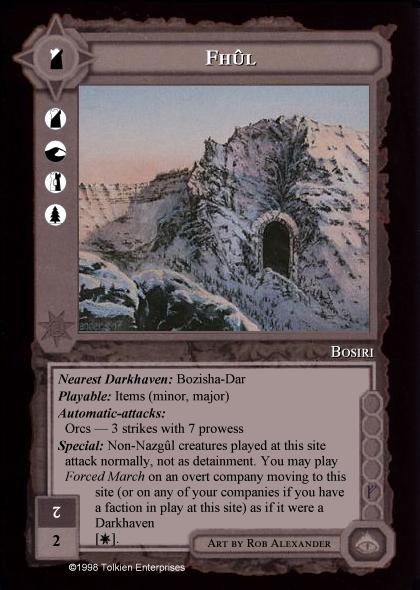 Fhûl
Bosiri
Nearest Darkhaven: Bozisha-Dar
Playable: Items (minor, major)
Automatic-attacks:
Orcs — 3 strikes with 7 prowess
Special: Non-Nazgûl creatures played at this site
attack normally, not as detainment. You may play
Forced March on an overt company moving to this
site (or on any of your companies if you have
a faction in play at this site) as if it were a
Darkhaven
[✷].
2
2
Art by Rob Alexander
©1998 Tolkien Enterprises